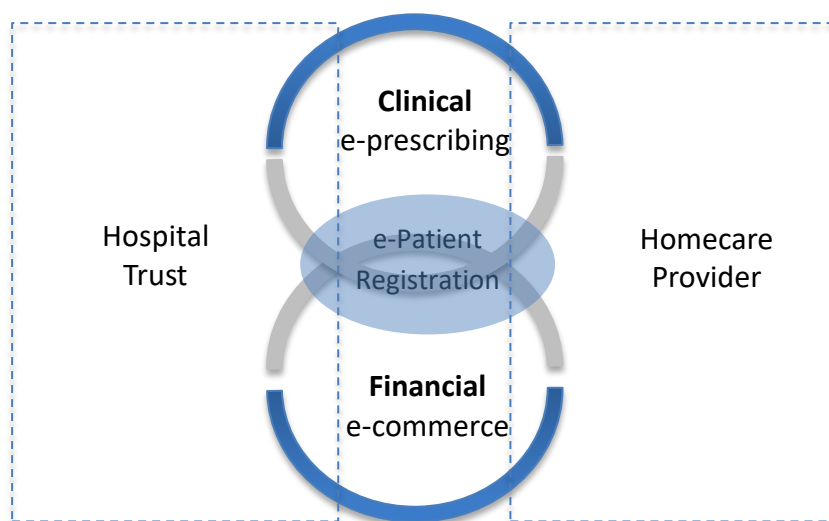 Clinical
e-prescribing
Hospital
Trust
e-Patient
Registration
Homecare
Provider
Financial
e-commerce